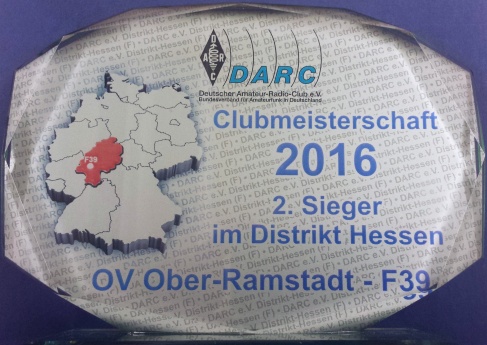 DARC
Deutscher Amateur-Radio-Club e.V.
Bundesverband für Amateurfunk in Deutschland
Clubmeisterschaft
2016
2. Sieger
im Distrikt Hessen
F39
OV Ober-Ramstadt - F39